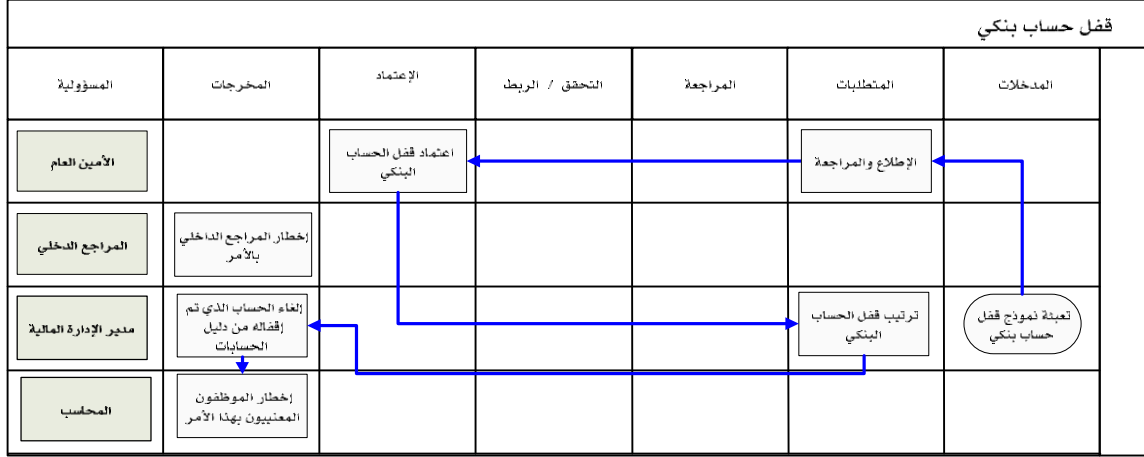 قفل حساب بنكي
المدخلات
المتطلبات
المراجعة
التحقق / الربط
الإعتماد
المخرجات
المسؤولية
الإطلاع والمراجعة
اعتماد قفل الحساب
البنكي
الأمين العام
إخطار المراجع الداخلي
بالأمر
المراجع الدخلي
تعبئة نموذج قفل
حساب بنكي
ترتيب قفل الحساب
البنكي
إلغاء الحساب الذي تم
إقفاله من دليل
الحسابات
مدير الإدارة المالية
إخطار الموظفون
المعنييون بهذا الأمر
المحاسب